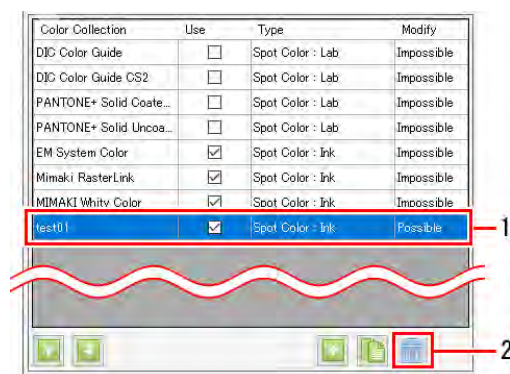 Color Collection Use Type Modify
DIC Color Guide Spot Color : Lab Impossible
DIC Color Guide CS2 Spot Color : Lab Impossible
PANTONE+ Solid Coate... Spot Color : Lab Impossible
PANTONE+ Solid Uncoa... Spot Color : Lab Impossible
EM System Color Spot Color : Ink Impossible
Mimaki RasterLink Spot Color : Ink Impossible
MIMAKI Whity Color Spot Color : Ink Impossible
test01 Spot Color : Ink Possible
1
2